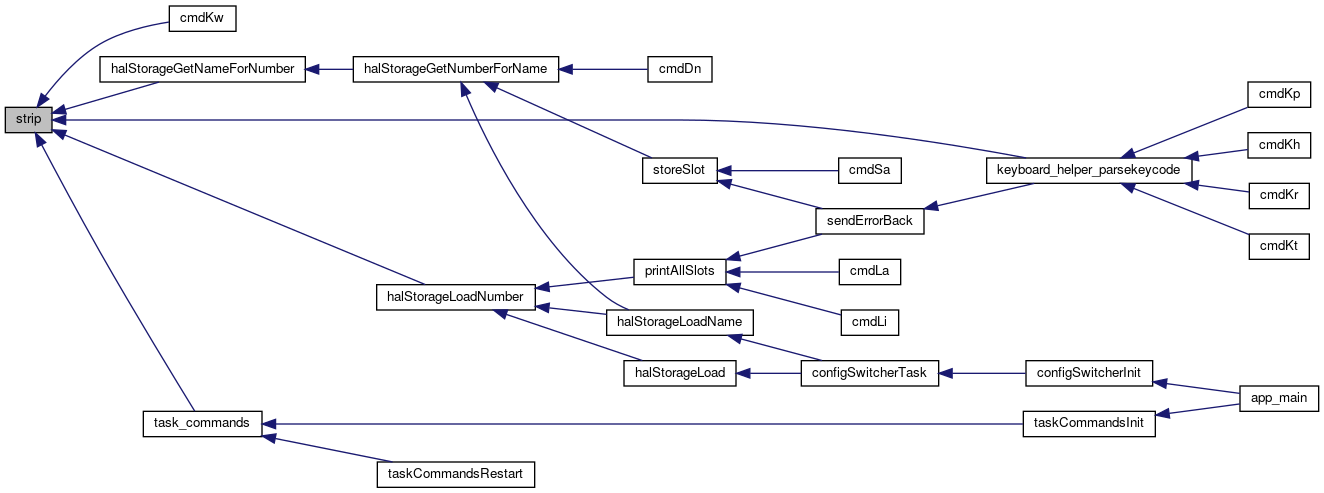 cmdKw
halStorageGetNameForNumber
halStorageGetNumberForName
cmdDn
cmdKp
strip
cmdKh
storeSlot
cmdSa
keyboard_helper_parsekeycode
cmdKr
sendErrorBack
cmdKt
printAllSlots
cmdLa
halStorageLoadNumber
halStorageLoadName
cmdLi
halStorageLoad
configSwitcherTask
configSwitcherInit
app_main
task_commands
taskCommandsInit
taskCommandsRestart